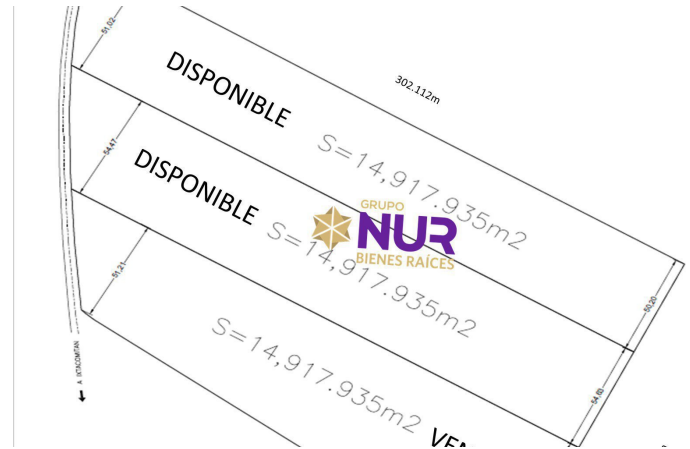 51,02
302.112m
DISPONIBLE
S=14,917.935m2
54,47
DISPONIBLE
S=14,917.935m2
GRUPO
NUR
BIENES RAÍCES
51,21
50,20
S=14,917.935m2
54,60
A IXTACOMITAN